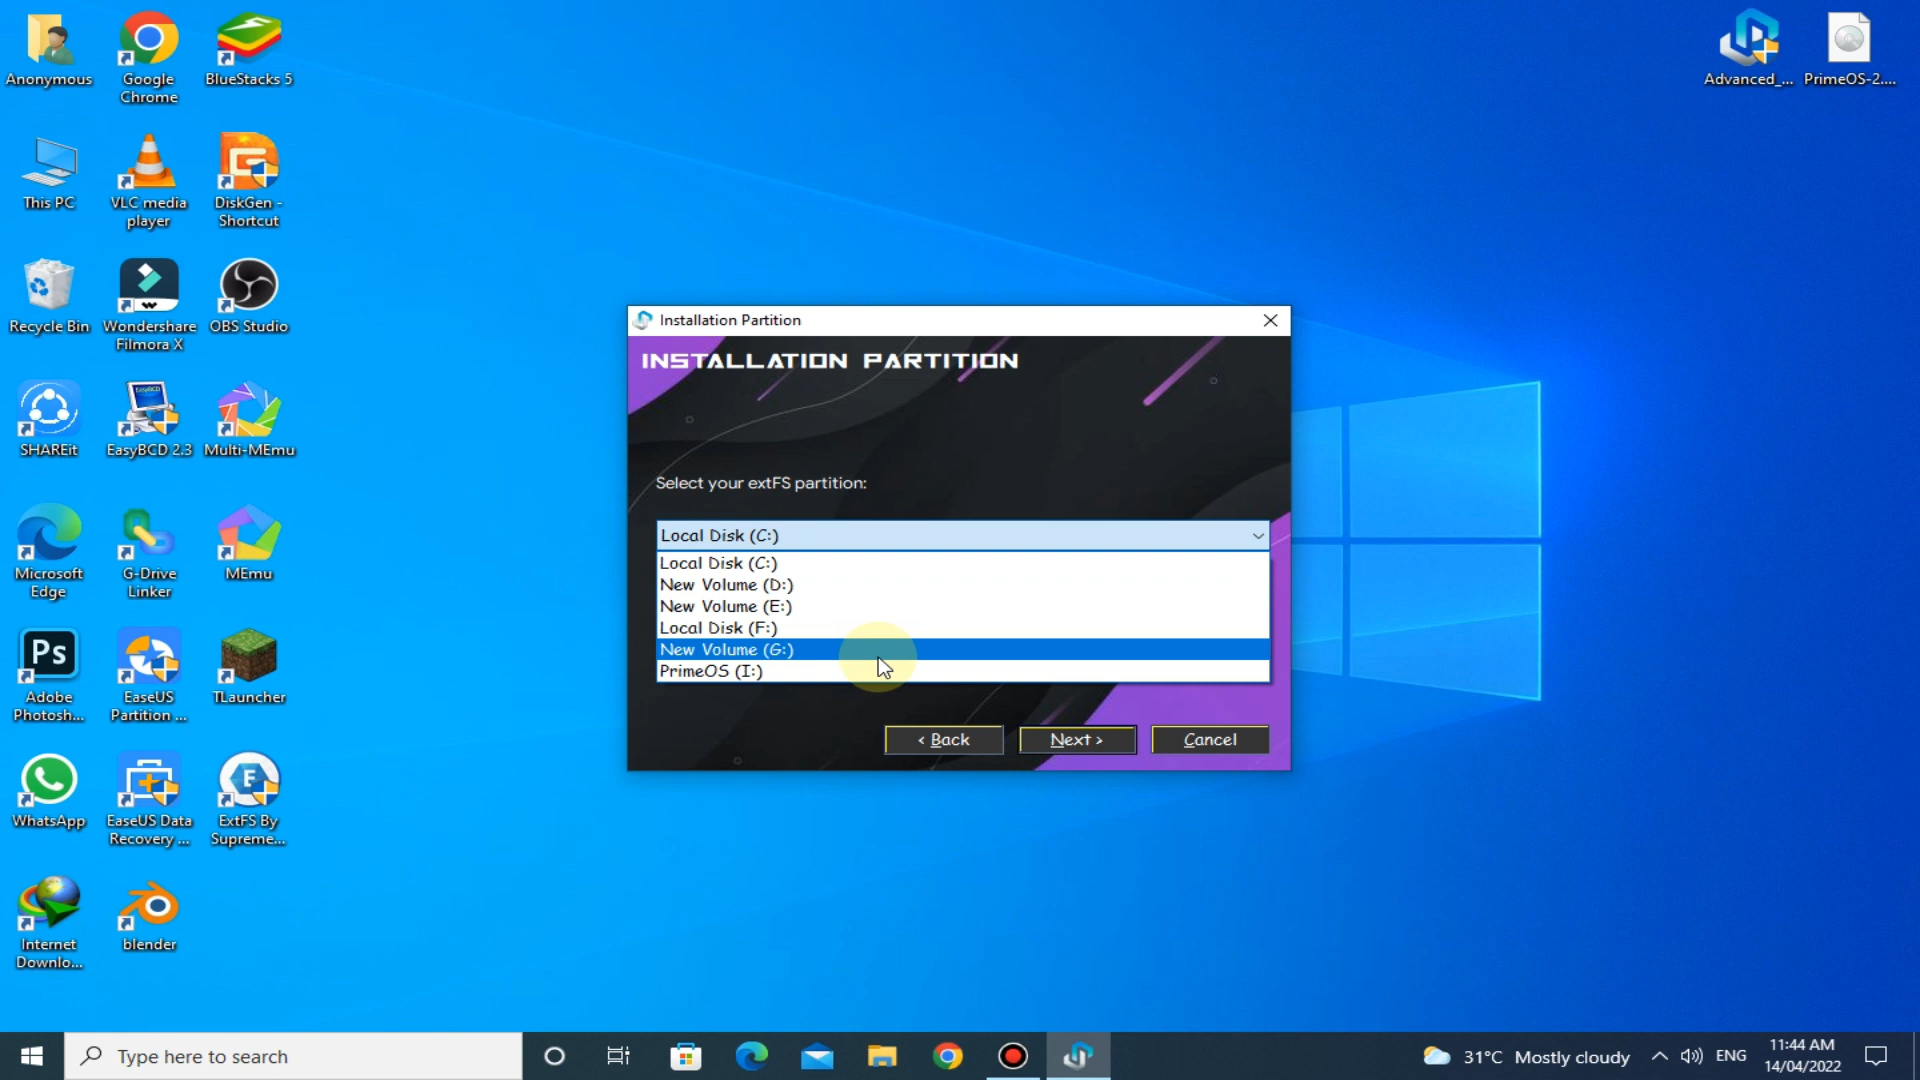 Anonymous
Google
Chrome
BlueStacks 5
Advanced_...
PrimeOS-2....
This PC
VLC media
player
DiskGen -
Shortcut
Recycle Bin
Wondershare
Filmora X
OBS Studio
SHAREit
EasyBCD 2.3
Multi-MEmu
Microsoft
Edge
G-Drive
Linker
MEmu
Ps
Adobe
Photosh...
EaseUS
Partition ...
TLauncher
WhatsApp
EaseUS Data
Recovery ...
ExtFS By
Supreme...
Internet
Downlo...
blender
Installation Partition
INSTALLATION PARTITION
Select your extFS partition:
Local Disk (C:)
Local Disk (C:)
New Volume (D:)
New Volume (E:)
Local Disk (F:)
New Volume (G:)
PrimeOS (I:)
< Back
Next >
Cancel
Type here to search
31°C Mostly cloudy
ENG
11:44 AM
14/04/2022